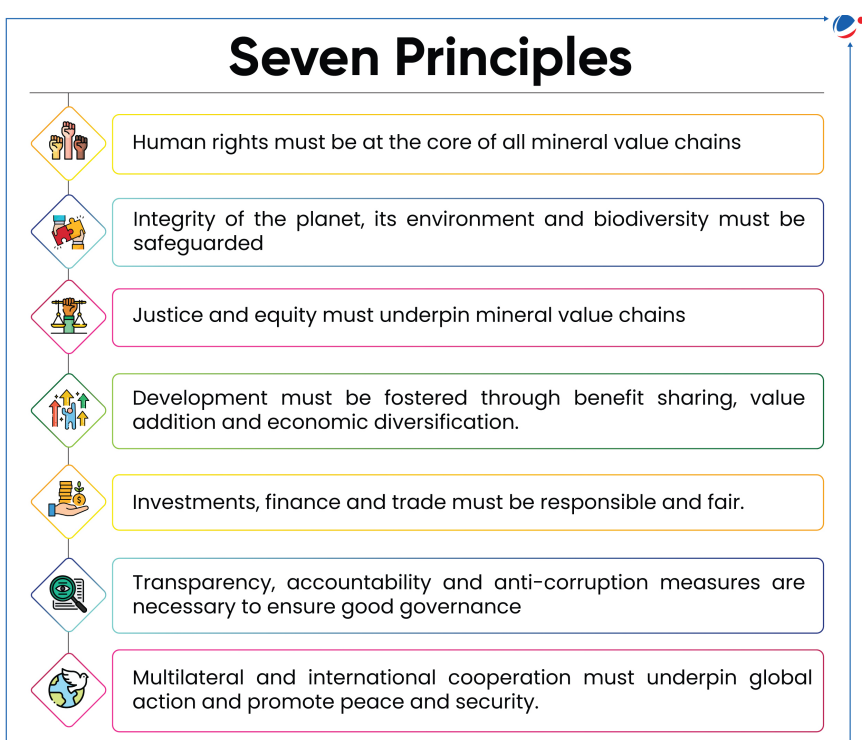 Seven Principles
Human rights must be at the core of all mineral value chains
Integrity of the planet, its environment and biodiversity must be
safeguarded
Justice and equity must underpin mineral value chains
Development must be fostered through benefit sharing, value
addition and economic diversification.
Investments, finance and trade must be responsible and fair.
Transparency, accountability and anti-corruption measures are
necessary to ensure good governance
Multilateral and international cooperation must underpin global
action and promote peace and security.